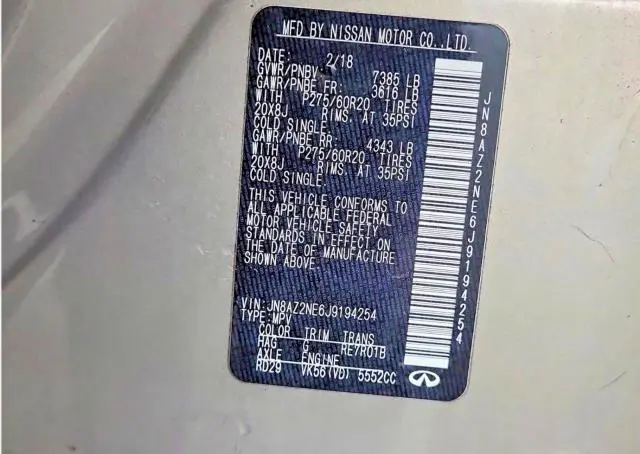 MFD BY NISSAN MOTOR CO., LTD.
DATE: 2/18
GVWR/PNBV 7385 LB
GAWR/PNBE FR: 3616 LB
WITH P275/60R20 TIRES
20X8J RIMS AT 35PSI
COLD SINGLE.
GAWR/PNBE RR: 4343 LB
WITH P275/60R20 TIRES
20X8J RIMS AT 35PSI
COLD SINGLE.
THIS VEHICLE CONFORMS TO
ALL APPLICABLE FEDERAL
MOTOR VEHICLE SAFETY
STANDARDS IN EFFECT ON
THE DATE OF MANUFACTURE
SHOWN ABOVE.
VIN: JN8AZ2NE6J9194254
TYPE: MPV
COLOR TRIM TRANS
HAG G RE7R01B
AXLE ENGINE
RD29 VK56(VD) 5552CC
JN8AZ2NE6J9194254